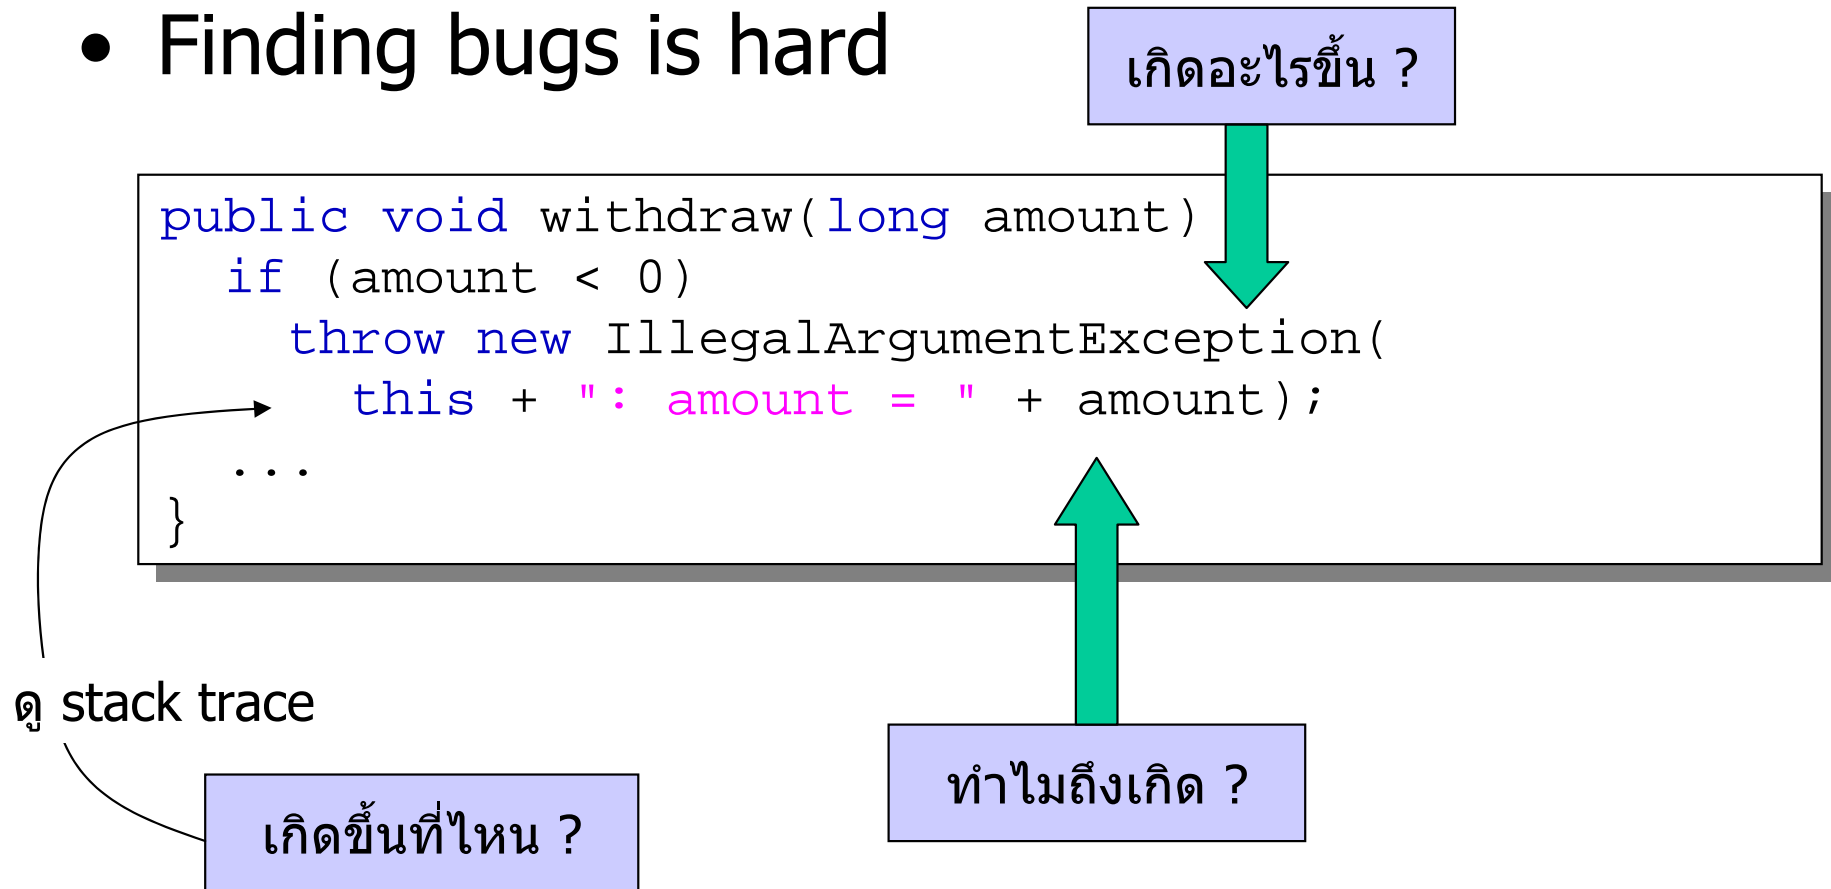 • Finding bugs is hard
เกิดอะไรขึ้น ?
public void withdraw(long amount)
if (amount < 0)
throw new IllegalArgumentException(
this + ": amount = " + amount);
...
}
ดู stack trace
ทำไมถึงเกิด ?
เกิดขึ้นที่ไหน ?